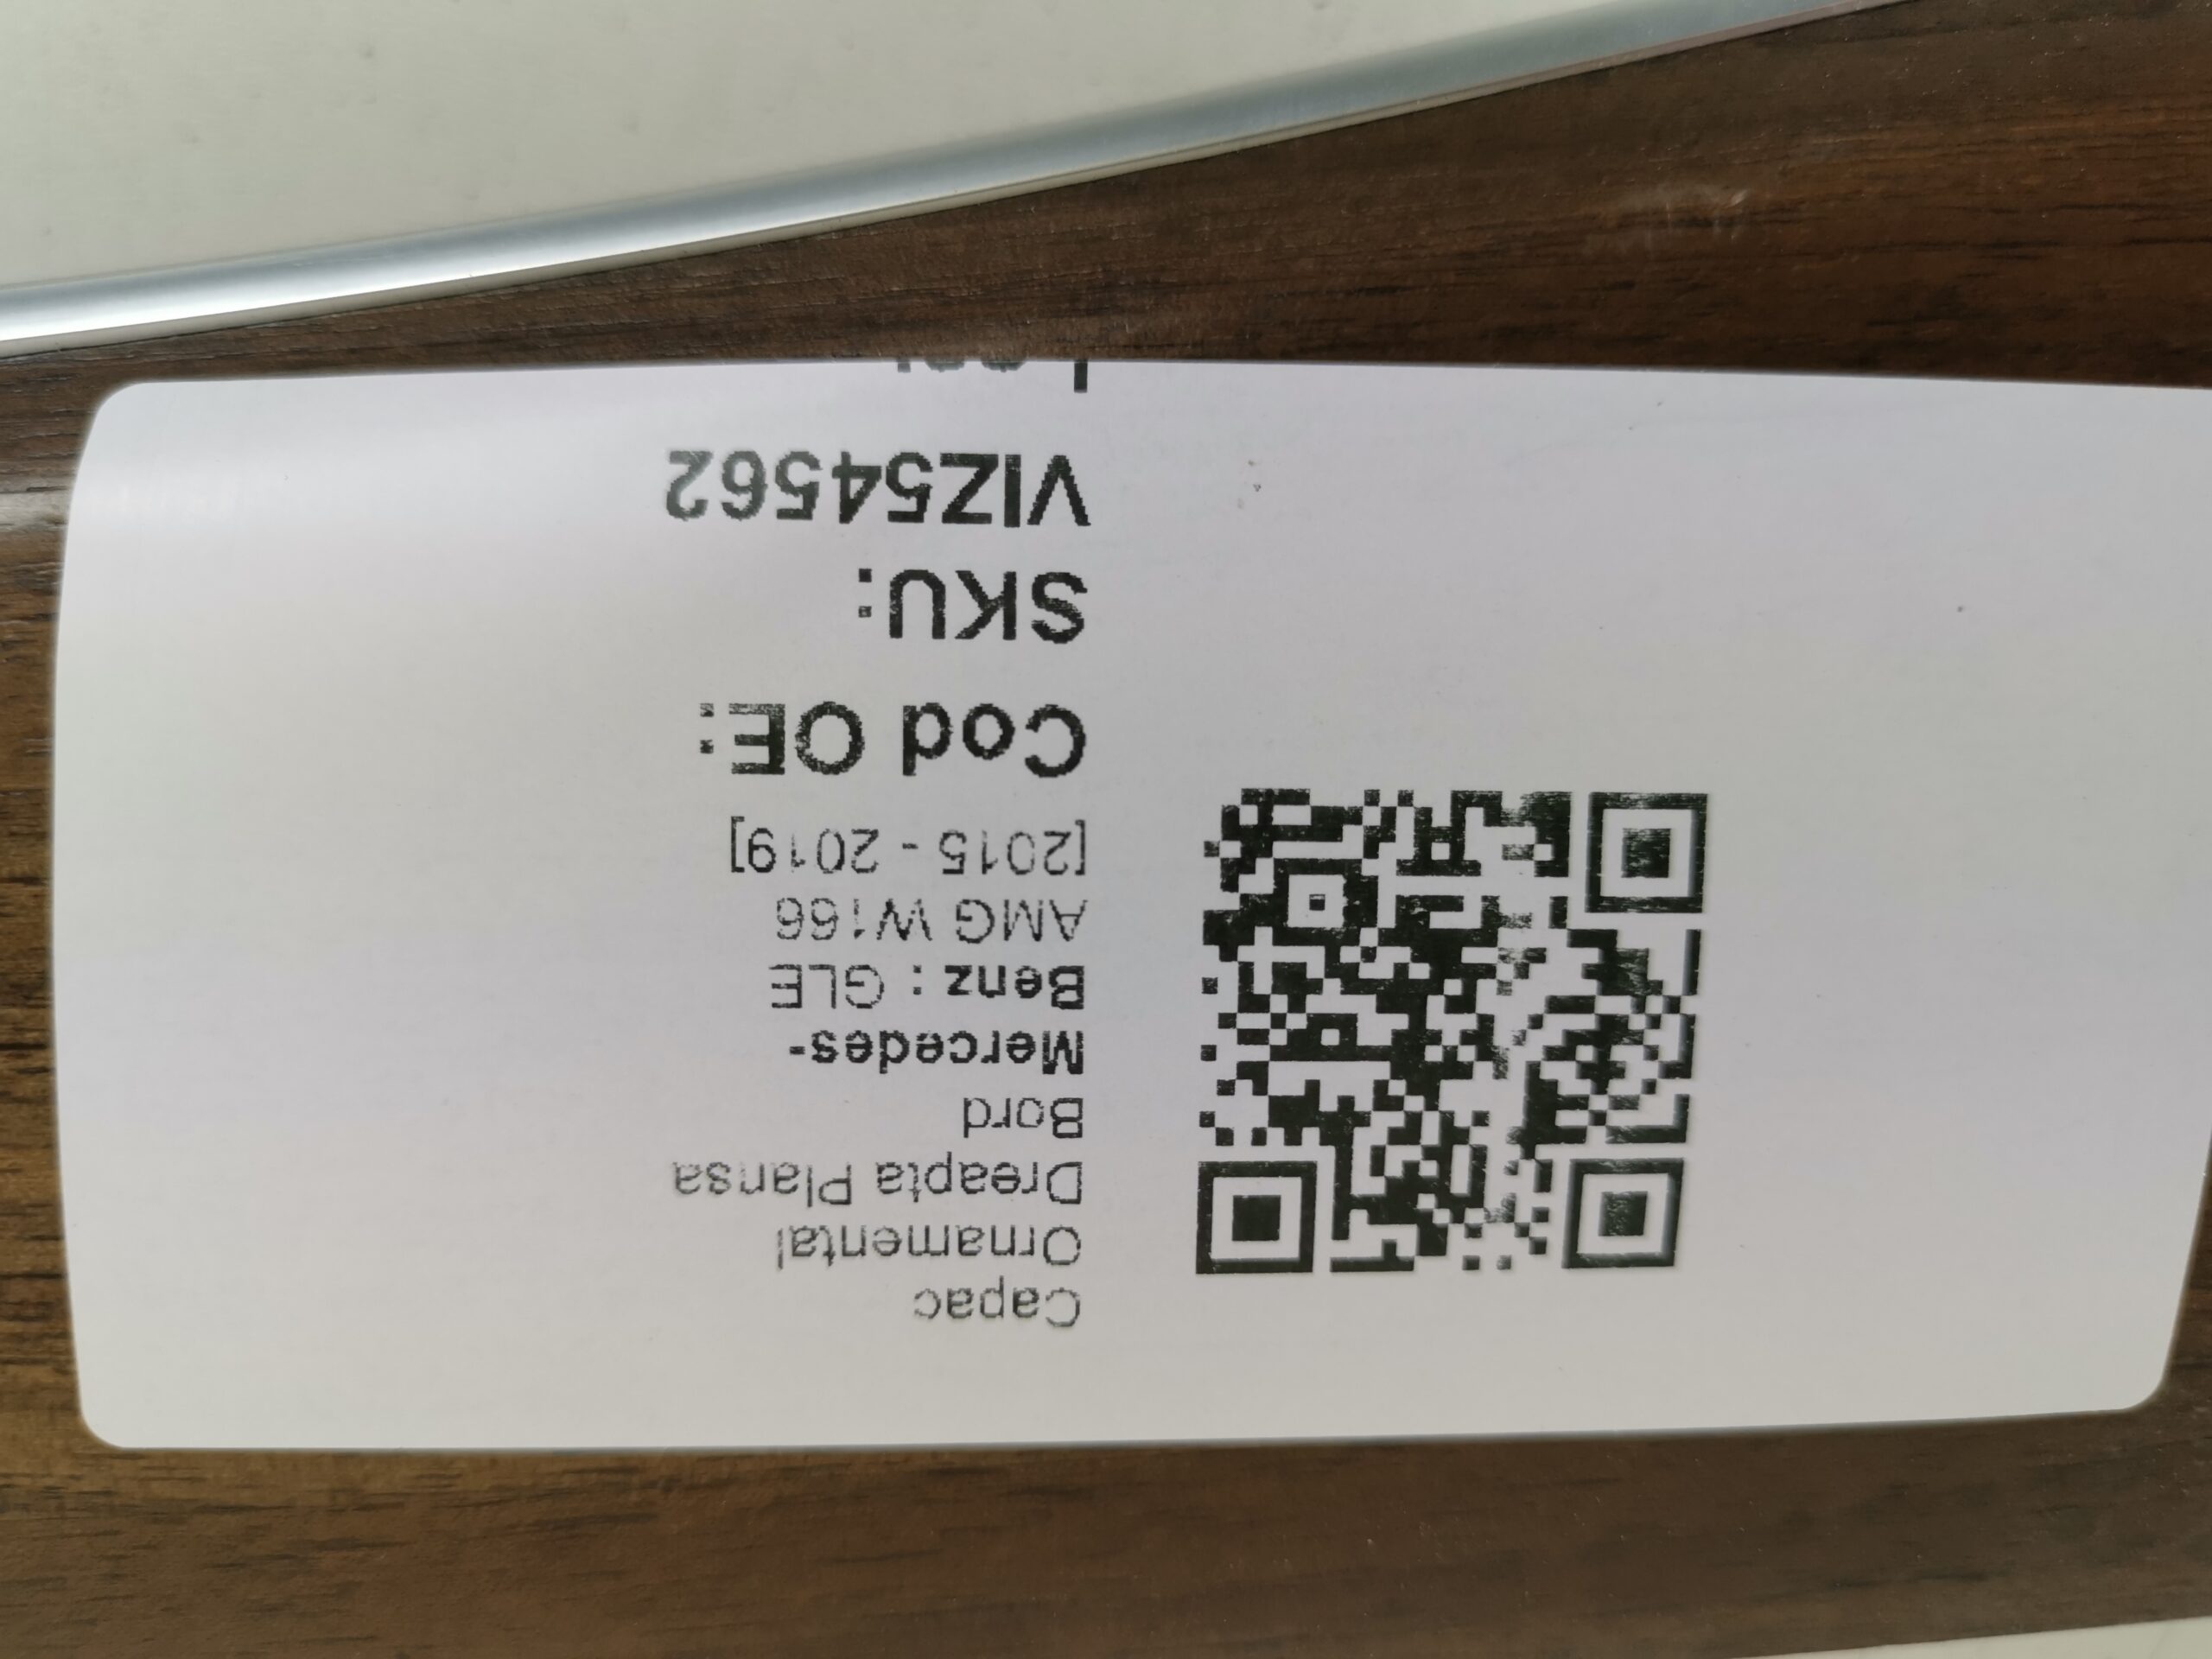 Capac
Ornamental
Dreapta Plansa
Bord
Mercedes-
Benz : GLE
AMG W166
[2015 - 2019]
Cod OE:
SKU:
VIZ54562